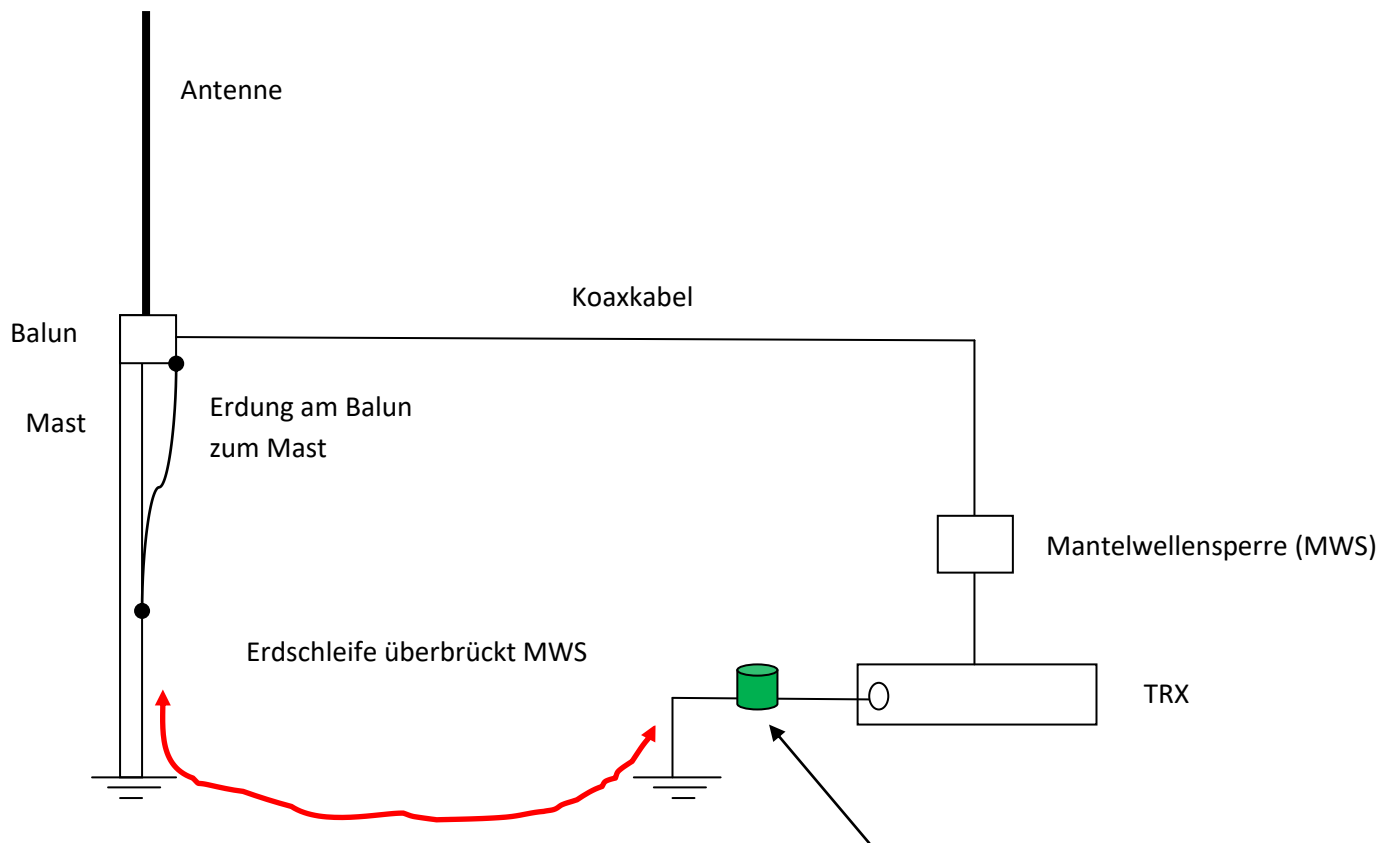 Antenne
Koaxkabel
Balun
Mast
Erdung am Balun
zum Mast
Mantelwellensperre (MWS)
Erdschleife überbrückt MWS
TRX